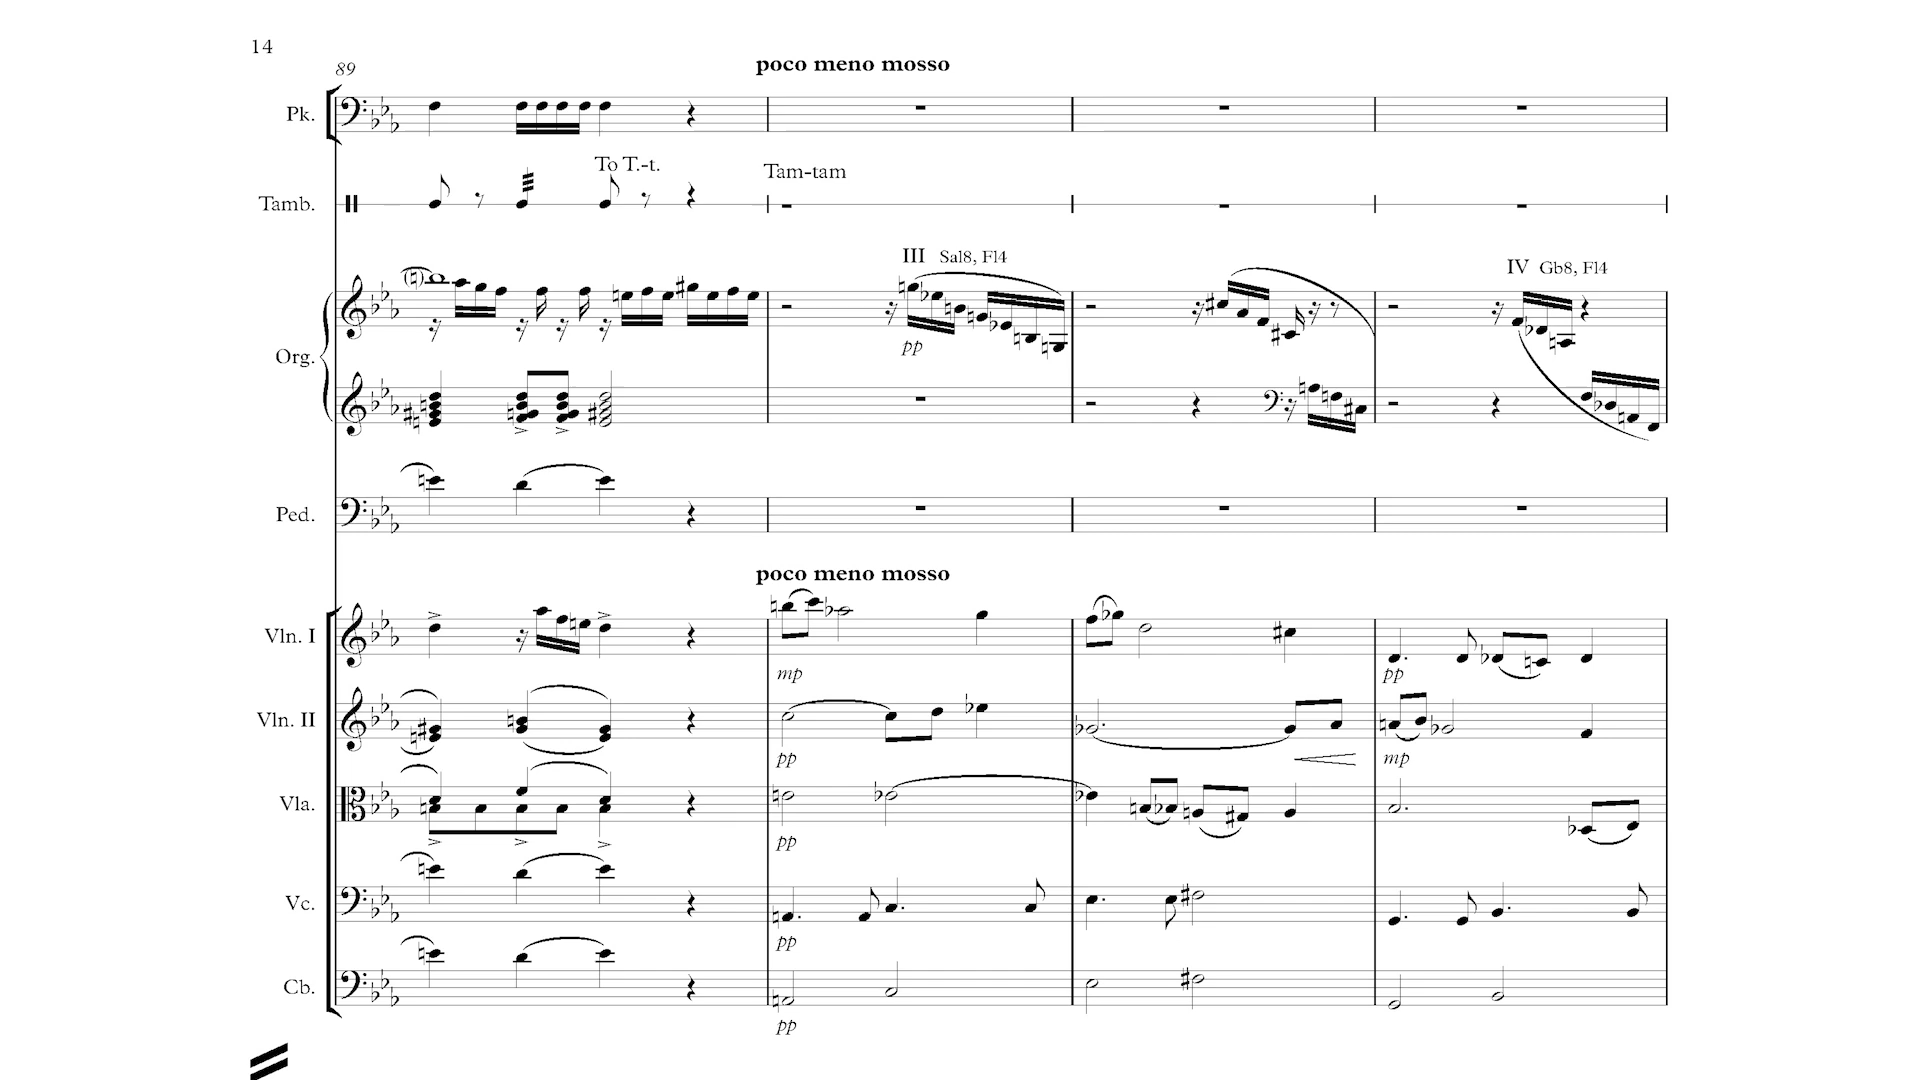 14
89
poco meno mosso
Pk.
To T.-t.
Tam-tam
Tamb.
III Sal8, Fl4
IV Gb8, Fl4
pp
Org.
Ped.
poco meno mosso
Vln. I
mp
pp
Vln. II
pp
mp
Vla.
pp
Vc.
pp
Cb.
pp